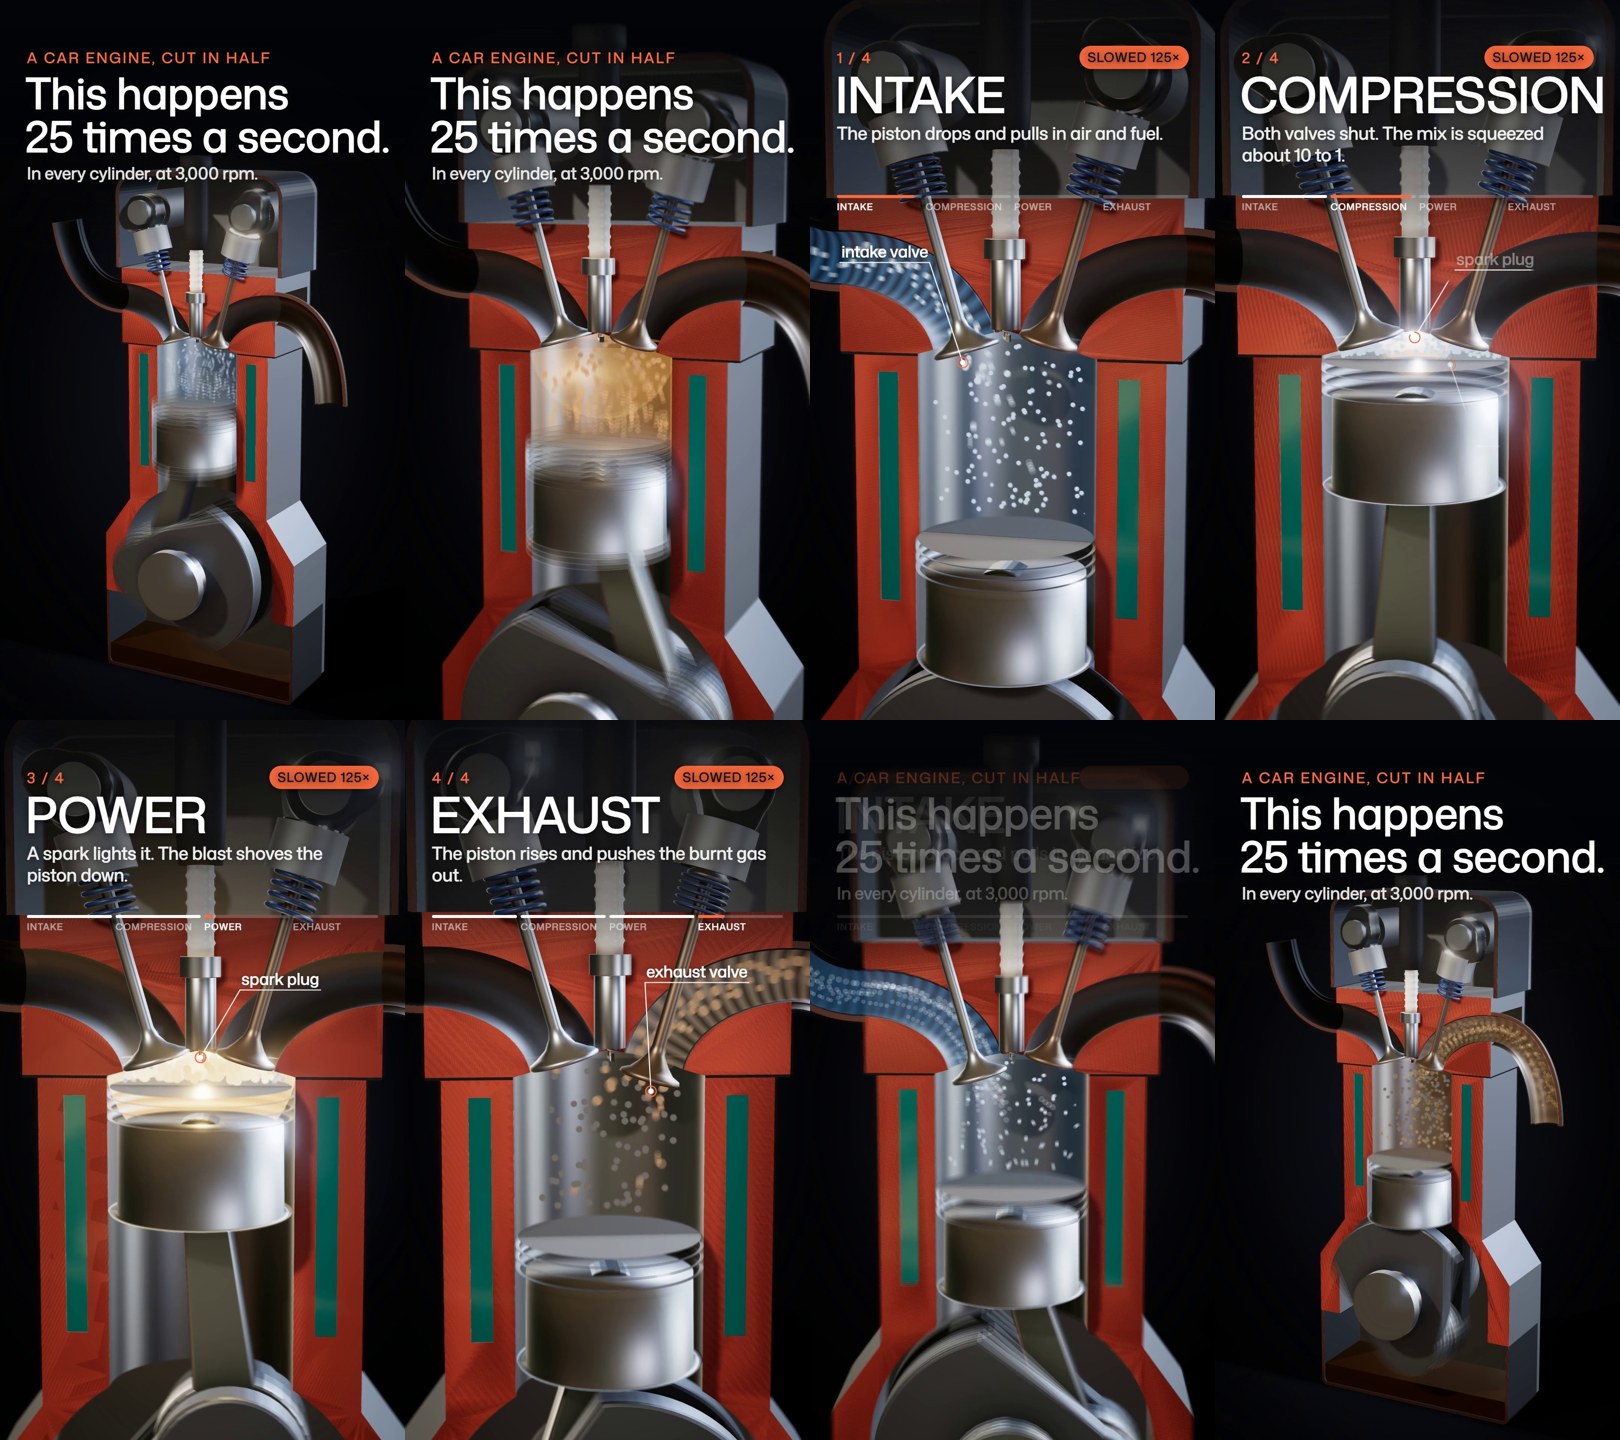 A CAR ENGINE, CUT IN HALF
This happens
25 times a second.
In every cylinder, at 3,000 rpm.
A CAR ENGINE, CUT IN HALF
This happens
25 times a second.
In every cylinder, at 3,000 rpm.
1 / 4
SLOWED 125×
INTAKE
The piston drops and pulls in air and fuel.
INTAKE COMPRESSION POWER EXHAUST
intake valve
2 / 4
SLOWED 125×
COMPRESSION
Both valves shut. The mix is squeezed
about 10 to 1.
INTAKE COMPRESSION POWER EXHAUST
spark plug
3 / 4
SLOWED 125×
POWER
A spark lights it. The blast shoves the
piston down.
INTAKE COMPRESSION POWER EXHAUST
spark plug
4 / 4
SLOWED 125×
EXHAUST
The piston rises and pushes the burnt gas
out.
INTAKE COMPRESSION POWER EXHAUST
exhaust valve
A CAR ENGINE, CUT IN HALF
This happens
25 times a second.
In every cylinder, at 3,000 rpm.
A CAR ENGINE, CUT IN HALF
This happens
25 times a second.
In every cylinder, at 3,000 rpm.